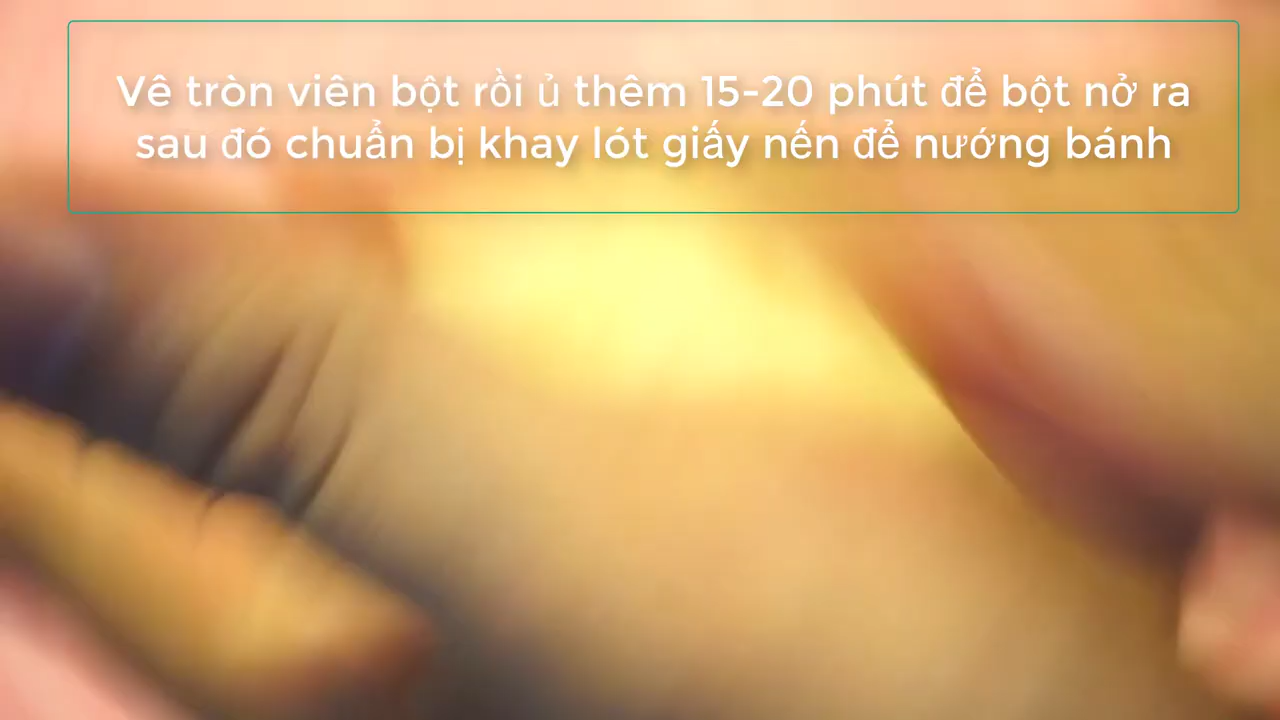 Vê tròn viên bột rồi ủ thêm 15-20 phút để bột nở ra
sau đó chuẩn bị khay lót giấy nến để nướng bánh